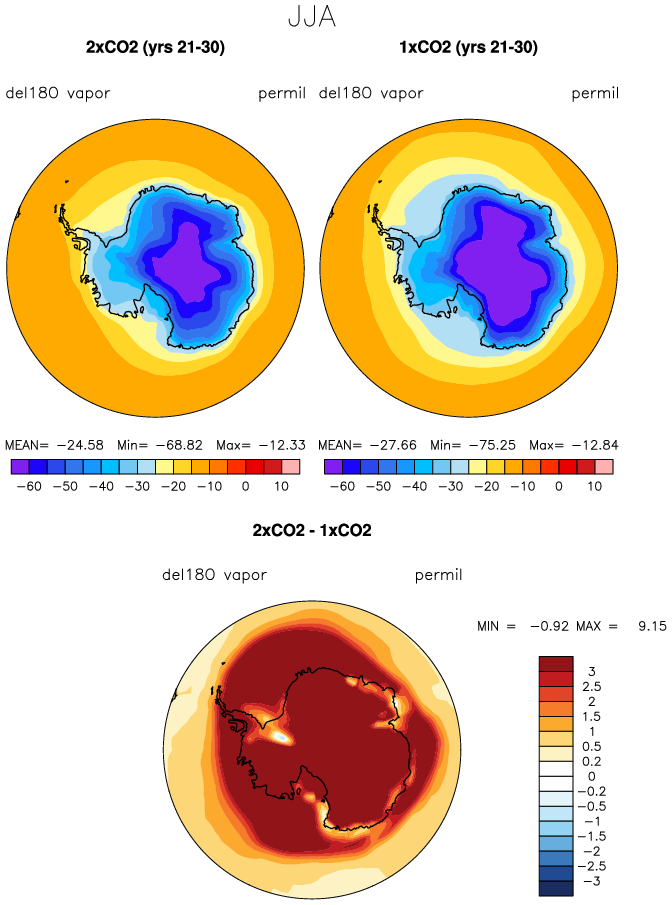 JJA
2xCO2 (yrs 21-30)
1xCO2 (yrs 21-30)
del18O vapor
permil
del18O vapor
permil
MEAN= -24.58 Min= -68.82 Max= -12.33
-60 -50 -40 -30 -20 -10 0 10
MEAN= -27.66 Min= -75.25 Max= -12.84
-60 -50 -40 -30 -20 -10 0 10
2xCO2 - 1xCO2
del18O vapor
permil
MIN = -0.92 MAX = 9.15
3
2.5
2
1.5
1
0.5
0.2
0
-0.2
-0.5
-1
-1.5
-2
-2.5
-3